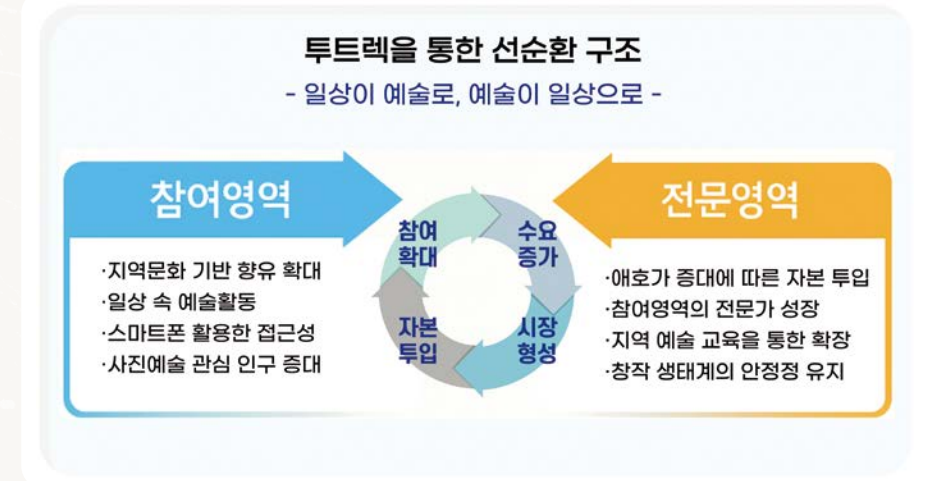 투트렉을 통한 선순환 구조
- 일상이 예술로, 예술이 일상으로 -
참여영역
·지역문화 기반 향유 확대
·일상 속 예술활동
·스마트폰 활용한 접근성
·사진예술 관심 인구 증대
참여
확대
수요
증가
시장
형성
자본
투입
전문영역
·애호가 증대에 따른 자본 투입
·참여영역의 전문가 성장
·지역 예술 교육을 통한 확장
·창작 생태계의 안정정 유지